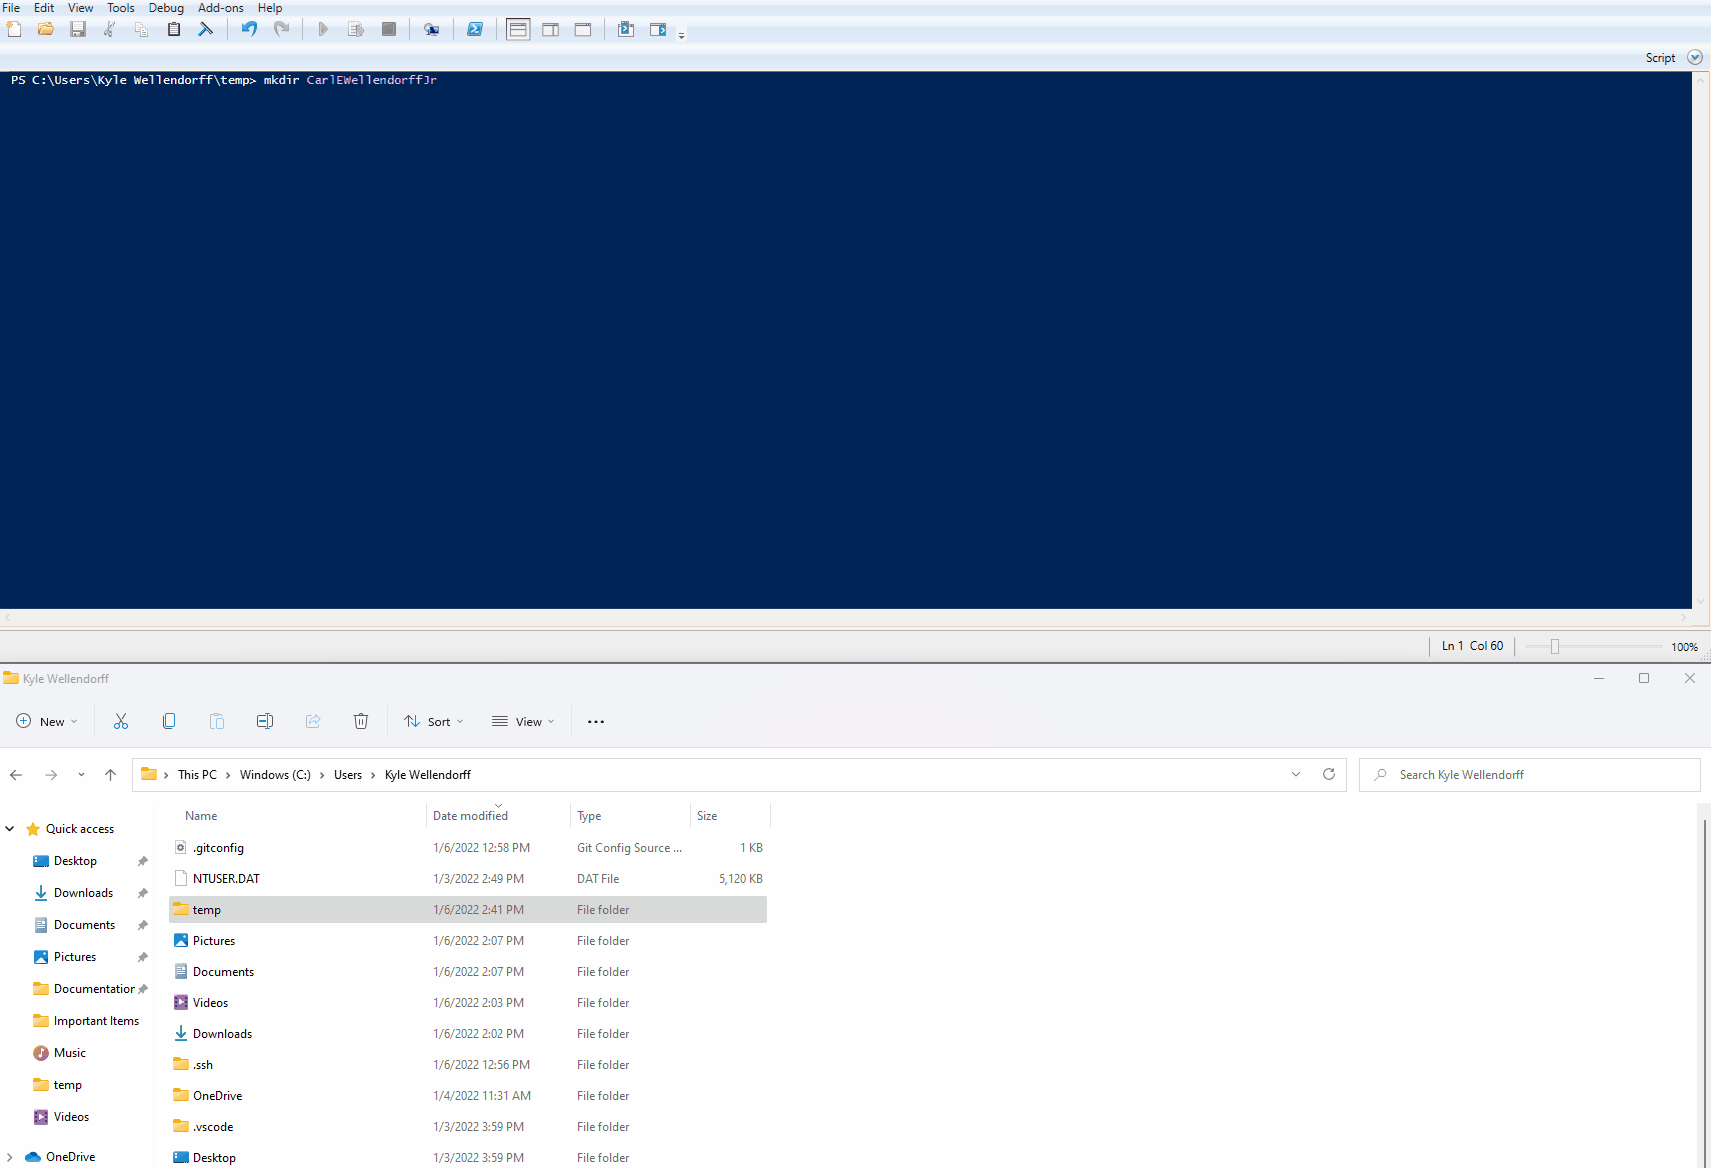 File Edit View Tools Debug Add-ons Help
Script
PS C:\Users\Kyle Wellendorff\temp> mkdir CarlEWellendorffJr
Ln 1 Col 60 100%
Kyle Wellendorff
New Sort View
This PC > Windows (C:) > Users > Kyle Wellendorff Search Kyle Wellendorff
Name Date modified Type Size
Quick access
Desktop
Downloads
Documents
Pictures
Documentation
Important Items
Music
temp
Videos
OneDrive
.gitconfig 1/6/2022 12:58 PM Git Config Source ... 1 KB
NTUSER.DAT 1/3/2022 2:49 PM DAT File 5,120 KB
temp 1/6/2022 2:41 PM File folder
Pictures 1/6/2022 2:07 PM File folder
Documents 1/6/2022 2:07 PM File folder
Videos 1/6/2022 2:03 PM File folder
Downloads 1/6/2022 2:02 PM File folder
.ssh 1/6/2022 12:56 PM File folder
OneDrive 1/4/2022 11:31 AM File folder
.vscode 1/3/2022 3:59 PM File folder
Desktop 1/3/2022 3:59 PM File folder